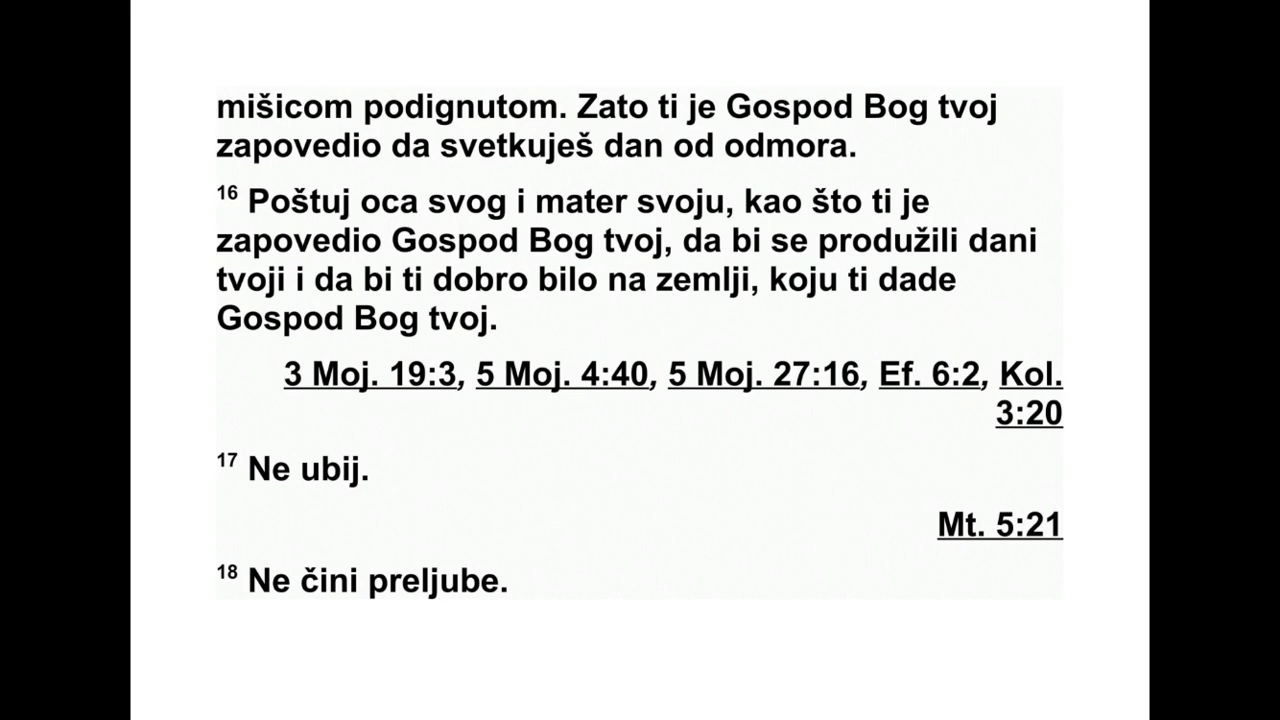 mišicom podignutom. Zato ti je Gospod Bog tvoj
zapovedio da svetkuješ dan od odmora.
16 Poštuj oca svog i mater svoju, kao što ti je
zapovedio Gospod Bog tvoj, da bi se produžili dani
tvoji i da bi ti dobro bilo na zemlji, koju ti dade
Gospod Bog tvoj.
3 Moj. 19:3, 5 Moj. 4:40, 5 Moj. 27:16, Ef. 6:2, Kol.
3:20
17 Ne ubij.
Mt. 5:21
18 Ne čini preljube.